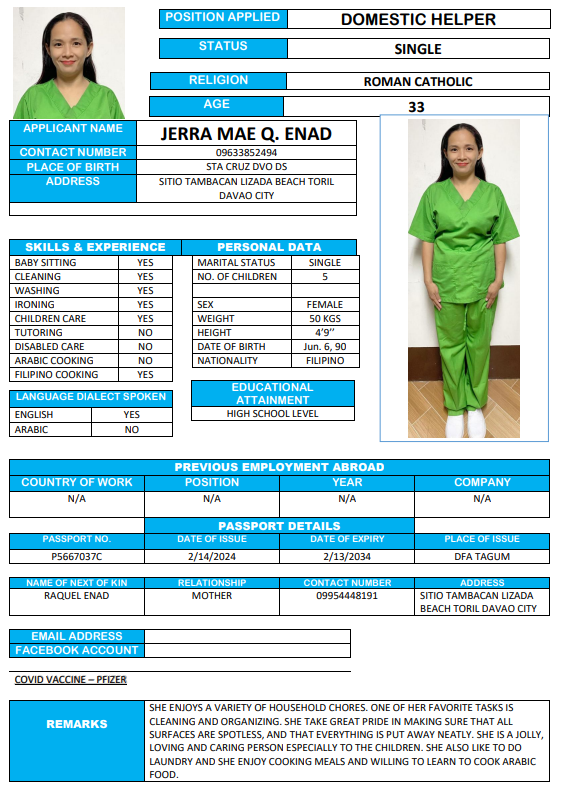 POSITION APPLIED DOMESTIC HELPER
STATUS SINGLE
RELIGION ROMAN CATHOLIC
AGE 33
APPLICANT NAME JERRA MAE Q. ENAD
CONTACT NUMBER 09633852494
PLACE OF BIRTH STA CRUZ DVO DS
ADDRESS SITIO TAMBACAN LIZADA BEACH TORIL
DAVAO CITY
SKILLS & EXPERIENCE PERSONAL DATA
BABY SITTING YES MARITAL STATUS SINGLE
CLEANING YES NO. OF CHILDREN 5
WASHING YES
IRONING YES SEX FEMALE
CHILDREN CARE YES WEIGHT 50 KGS
TUTORING NO HEIGHT 4’9’’
DISABLED CARE NO DATE OF BIRTH Jun. 6, 90
ARABIC COOKING NO NATIONALITY FILIPINO
FILIPINO COOKING YES
LANGUAGE DIALECT SPOKEN
ENGLISH YES
ARABIC NO
EDUCATIONAL
ATTAINMENT
HIGH SCHOOL LEVEL
PREVIOUS EMPLOYMENT ABROAD
COUNTRY OF WORK POSITION YEAR COMPANY
N/A N/A N/A N/A
PASSPORT DETAILS
PASSPORT NO. DATE OF ISSUE DATE OF EXPIRY PLACE OF ISSUE
P5667037C 2/14/2024 2/13/2034 DFA TAGUM
NAME OF NEXT OF KIN RELATIONSHIP CONTACT NUMBER ADDRESS
RAQUEL ENAD MOTHER 09954448191 SITIO TAMBACAN LIZADA
BEACH TORIL DAVAO CITY
EMAIL ADDRESS
FACEBOOK ACCOUNT
COVID VACCINE – PFIZER
REMARKS
SHE ENJOYS A VARIETY OF HOUSEHOLD CHORES. ONE OF HER FAVORITE TASKS IS
CLEANING AND ORGANIZING. SHE TAKE GREAT PRIDE IN MAKING SURE THAT ALL
SURFACES ARE SPOTLESS, AND THAT EVERYTHING IS PUT AWAY NEATLY. SHE IS A JOLLY,
LOVING AND CARING PERSON ESPECIALLY TO THE CHILDREN. SHE ALSO LIKE TO DO
LAUNDRY AND SHE ENJOY COOKING MEALS AND WILLING TO LEARN TO COOK ARABIC
FOOD.